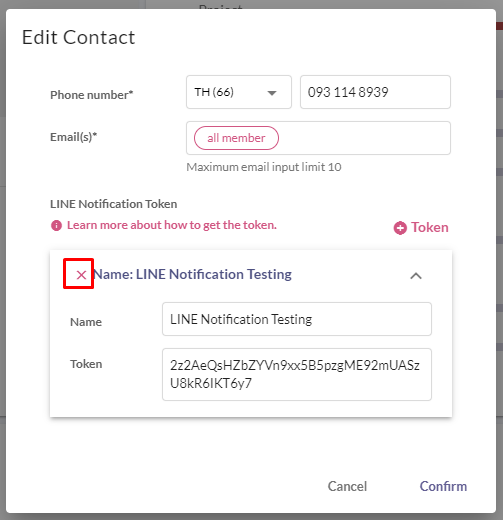 Project
Edit Contact
Phone number*
TH (66)
093 114 8939
Email(s)*
all member
Maximum email input limit 10
LINE Notification Token
Learn more about how to get the token.
Token
Name: LINE Notification Testing
Name
LINE Notification Testing
Token
2z2AeQsHZbZYVn9xx5B5pzgME92mUASz
U8kR6IKT6y7
Cancel
Confirm